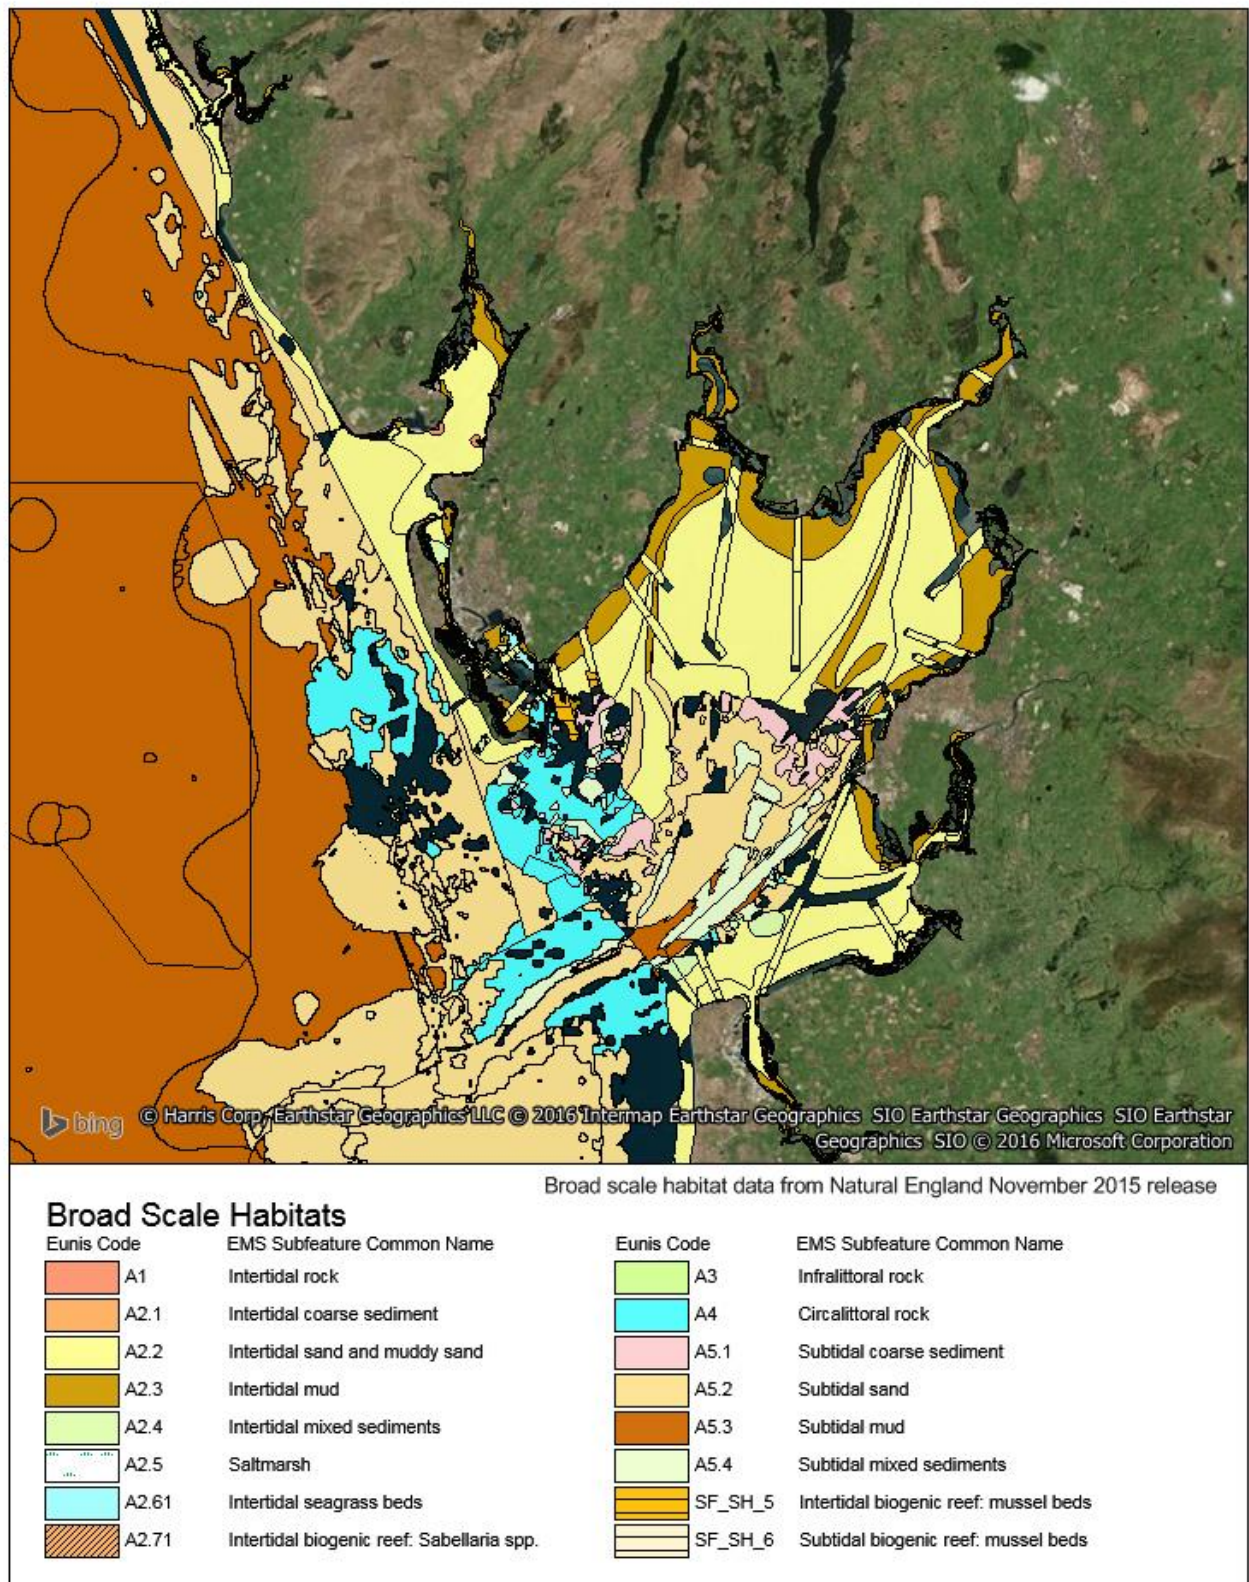 bing
© Harris Corp, Earthstar Geographics LLC © 2016 Intermap Earthstar Geographics SIO Earthstar Geographics SIO Earthstar
Geographics SIO © 2016 Microsoft Corporation
Broad scale habitat data from Natural England November 2015 release
Broad Scale Habitats
Eunis Code EMS Subfeature Common Name
A1 Intertidal rock
A2.1 Intertidal coarse sediment
A2.2 Intertidal sand and muddy sand
A2.3 Intertidal mud
A2.4 Intertidal mixed sediments
A2.5 Saltmarsh
A2.61 Intertidal seagrass beds
A2.71 Intertidal biogenic reef: Sabellaria spp.
Eunis Code EMS Subfeature Common Name
A3 Infralittoral rock
A4 Circalittoral rock
A5.1 Subtidal coarse sediment
A5.2 Subtidal sand
A5.3 Subtidal mud
A5.4 Subtidal mixed sediments
SF_SH_5 Intertidal biogenic reef: mussel beds
SF_SH_6 Subtidal biogenic reef: mussel beds